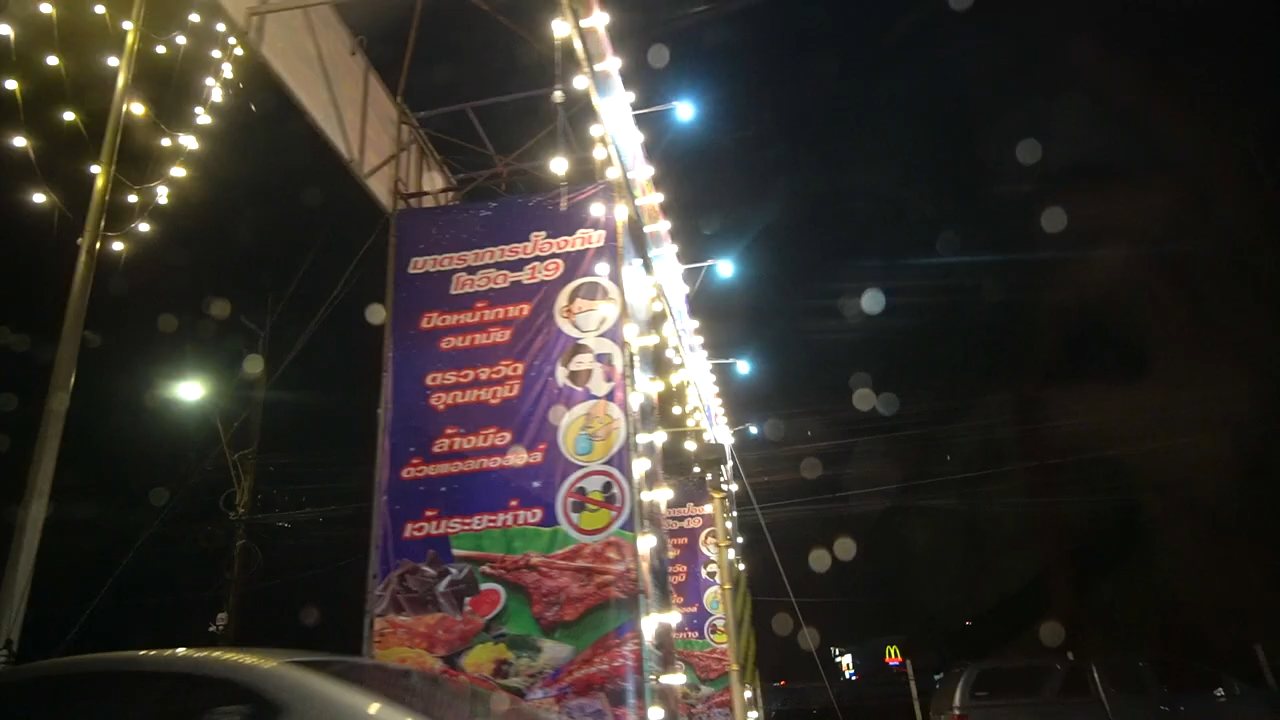 มาตราการป้องกัน
โควิด-19
ปิดหน้ากาก
อนามัย
ตรวจวัด
อุณหภูมิ
ล้างมือ
ด้วยแอลกอฮอล์
เว้นระยะห่าง